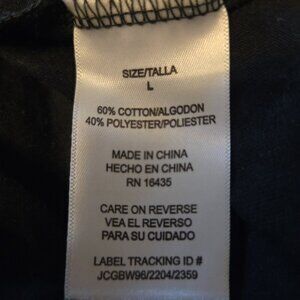 SIZE/TALLA
L
60% COTTON/ALGODON
40% POLYESTER/POLIESTER
MADE IN CHINA
HECHO EN CHINA
RN 16435
CARE ON REVERSE
VEA EL REVERSO
PARA SU CUIDADO
LABEL TRACKING ID #
JCGBW96/2204/2359